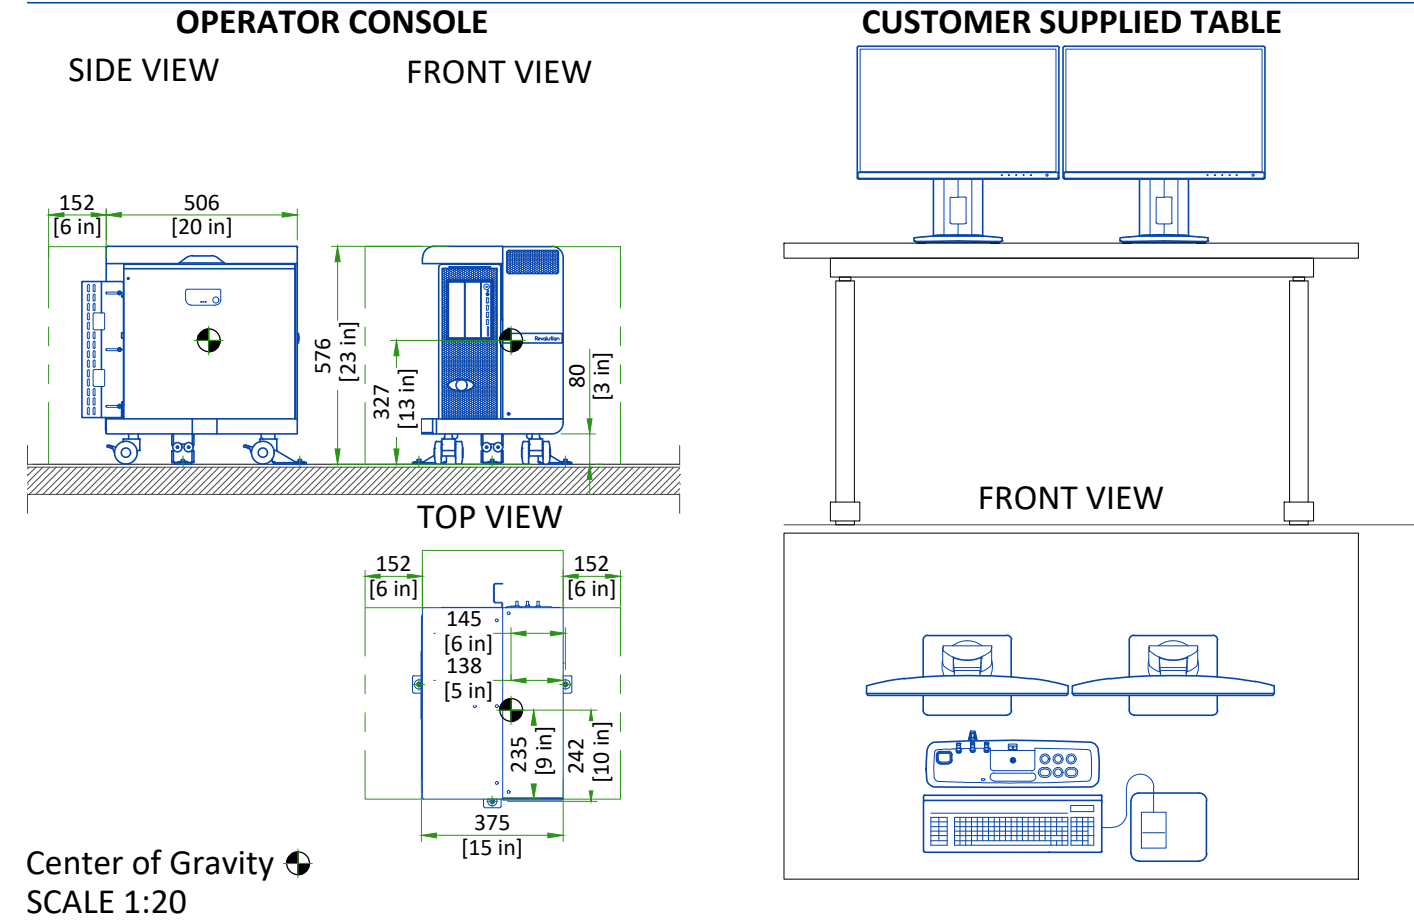 OPERATOR CONSOLE
CUSTOMER SUPPLIED TABLE
SIDE VIEW
FRONT VIEW
152
[6 in]
506
[20 in]
576
[23 in]
327
[13 in]
80
[3 in]
Revolution
FRONT VIEW
TOP VIEW
152
[6 in]
152
[6 in]
145
[6 in]
138
[5 in]
235
[9 in]
242
[10 in]
375
[15 in]
Center of Gravity
SCALE 1:20